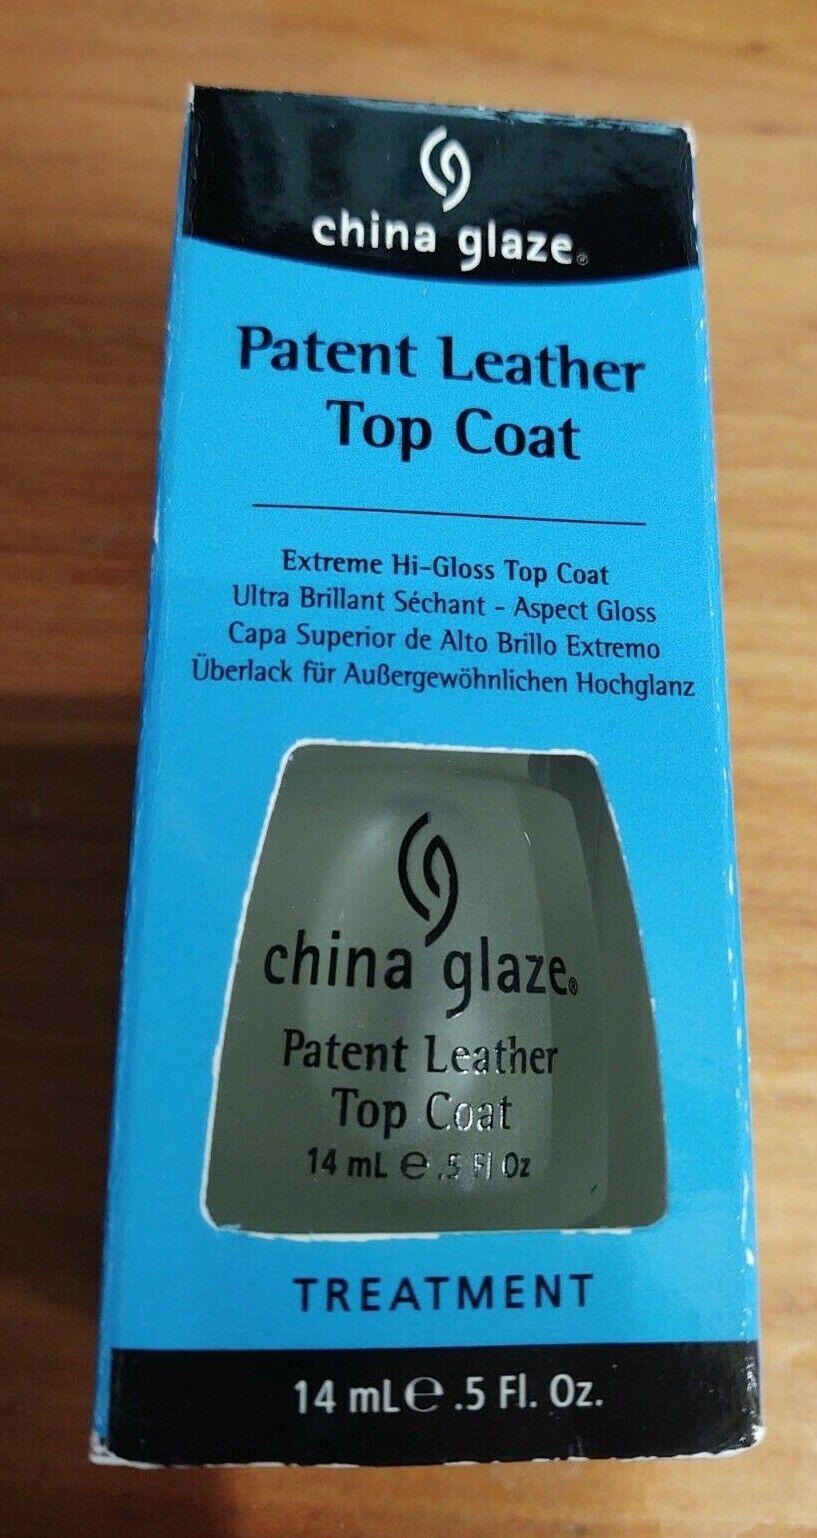 china glaze®
Patent Leather
Top Coat
Extreme Hi-Gloss Top Coat
Ultra Brillant Séchant - Aspect Gloss
Capa Superior de Alto Brillo Extremo
Überlack für Außergewöhnlichen Hochglanz
china glaze®
Patent Leather
Top Coat
14 mL ℮ .5 Fl Oz
TREATMENT
14 mL ℮ .5 Fl. Oz.